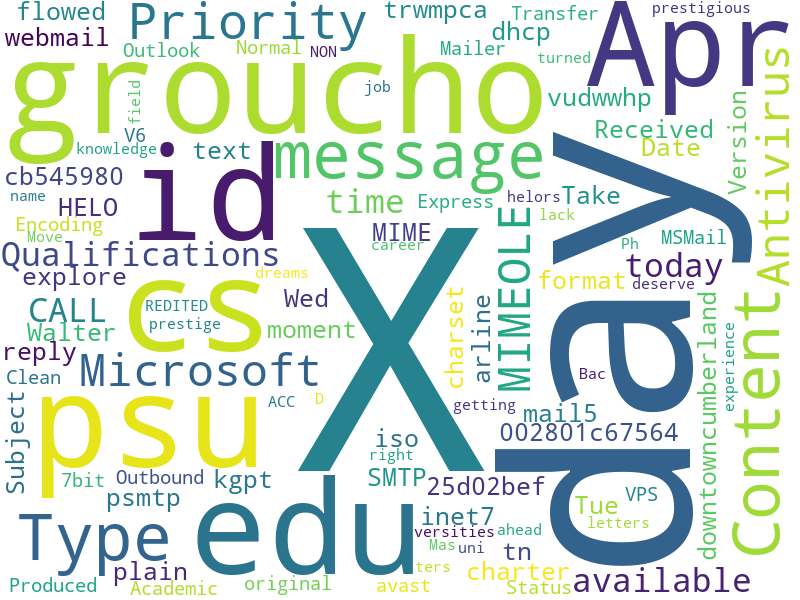 flowed
Priority
trwmpca
Transfer
prestigious
webmail
Outlook
Normal
NON
Mailer
dhcp
turned
Apr
groucho
job
field
vudwwhp
V6
knowledge
text
id
message
Received
Date
Version
Antivirus
cb545980
name
HELO
time
Express
helors
Take
lack
Encoding
Move
MIME
career
Ph
MSMail
Qualifications
explore
cs
dreams
format
today
deserve
day
X
MIMEOLE
CALL
REDITED
prestige
Wed
moment
charset
arline
Walter
reply
Clean
Microsoft
Bac
downtowncumberland
experience
Content
Subject
psu
ACC
D
getting
mail5
iso
right
002801c67564
7bit
Outbound
kgpt
psmtp
SMTP
25d02bef
VPS
Tue
letters
Type
edu
inet7
versities
Mas
uni
ahead
tn
plain
ters
charter
Produced
Academic
original
avast
Status
available